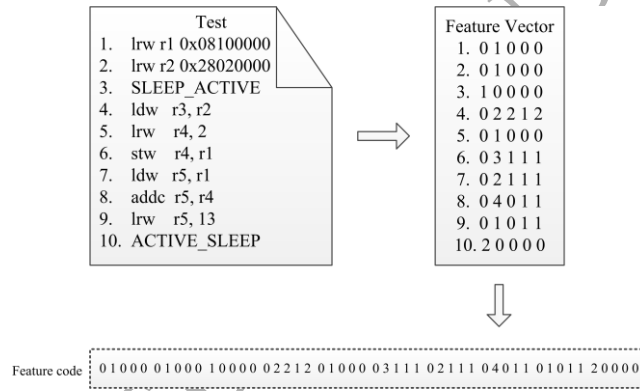 Test
1. lrw r1 0x08100000
2. lrw r2 0x28020000
3. SLEEP_ACTIVE
4. ldw r3, r2
5. lrw r4, 2
6. stw r4, r1
7. ldw r5, r1
8. addc r5, r4
9. lrw r5, 13
10. ACTIVE_SLEEP
Feature Vector
1. 0 1 0 0 0
2. 0 1 0 0 0
3. 1 0 0 0 0
4. 0 2 2 1 2
5. 0 1 0 0 0
6. 0 3 1 1 1
7. 0 2 1 1 1
8. 0 4 0 1 1
9. 0 1 0 1 1
10. 2 0 0 0 0
Feature code 0 1 0 0 0 0 1 0 0 0 1 0 0 0 0 0 2 2 1 2 0 1 0 0 0 0 3 1 1 1 0 2 1 1 1 0 4 0 1 1 0 1 0 1 1 2 0 0 0 0